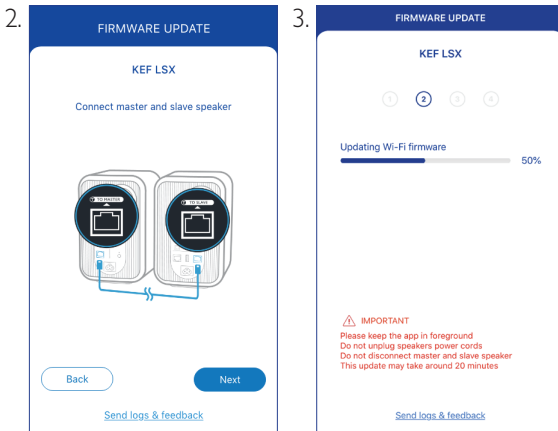 2.
FIRMWARE UPDATE
KEF LSX
Connect master and slave speaker
TO MASTER
TO SLAVE
Back
Next
Send logs & feedback
3.
FIRMWARE UPDATE
KEF LSX
1 2 3 4
Updating Wi-Fi firmware
50%
IMPORTANT
Please keep the app in foreground
Do not unplug speakers power cords
Do not disconnect master and slave speaker
This update may take around 20 minutes
Send logs & feedback